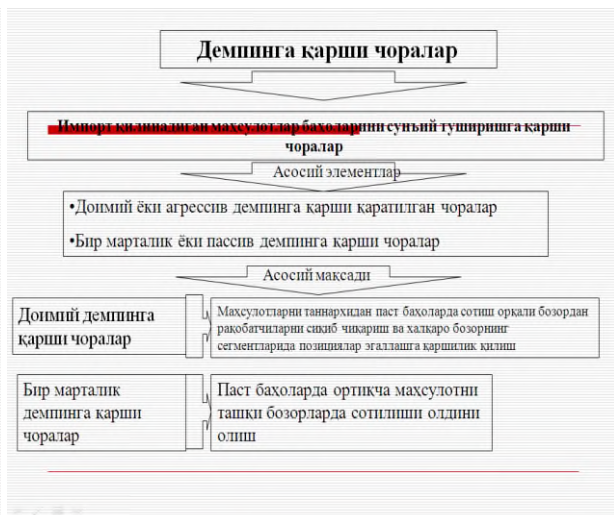 Демпинга қарши чоралар
Импорт қилинадиган маҳсулотлар баҳоларини сунъий туширишга қарши
чоралар
Асосий элементлар
•Доимий ёки агрессив демпинга қарши қаратилган чоралар
•Бир марталик ёки пассив демпинга қарши чоралар
Асосий мақсади
Доимий демпинга
қарши чоралар
Маҳсулотларни таннархидан паст баҳоларда сотиш орқали бозордан
рақобатчиларни сиқиб чиқариш ва халқаро бозорнинг
сегментларида позициялар эгаллашга қаршилик қилиш
Бир марталик
демпинга қарши
чоралар
Паст баҳоларда ортиқча маҳсулотни
ташқи бозорларда сотилиши олдини
олиш